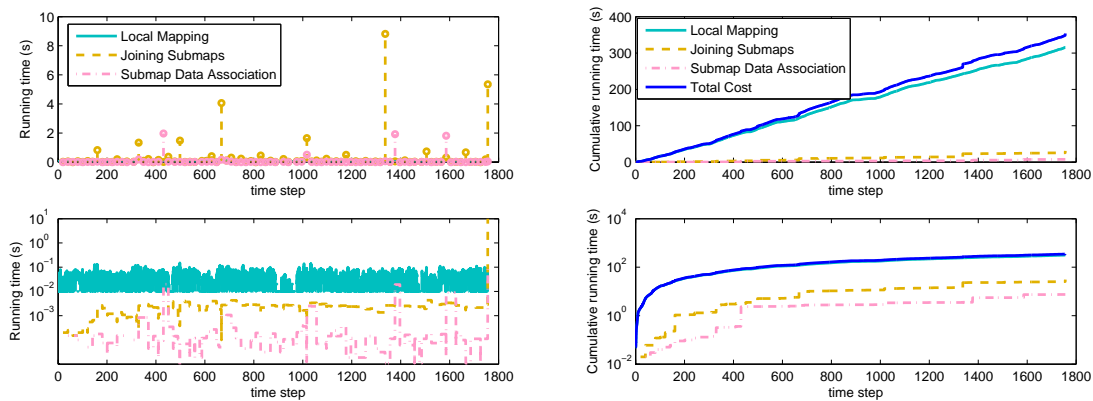 10
8
6
4
2
0
Running time (s)
Local Mapping
Joining Submaps
Submap Data Association
0 200 400 600 800 1000 1200 1400 1600 1800
time step
400
300
200
100
0
Cumulative running time (s)
Local Mapping
Joining Submaps
Submap Data Association
Total Cost
0 200 400 600 800 1000 1200 1400 1600 1800
time step
10^1
10^0
10^−1
10^−2
10^−3
Running time (s)
0 200 400 600 800 1000 1200 1400 1600 1800
time step
10^4
10^2
10^0
10^−2
Cumulative running time (s)
0 200 400 600 800 1000 1200 1400 1600 1800
time step